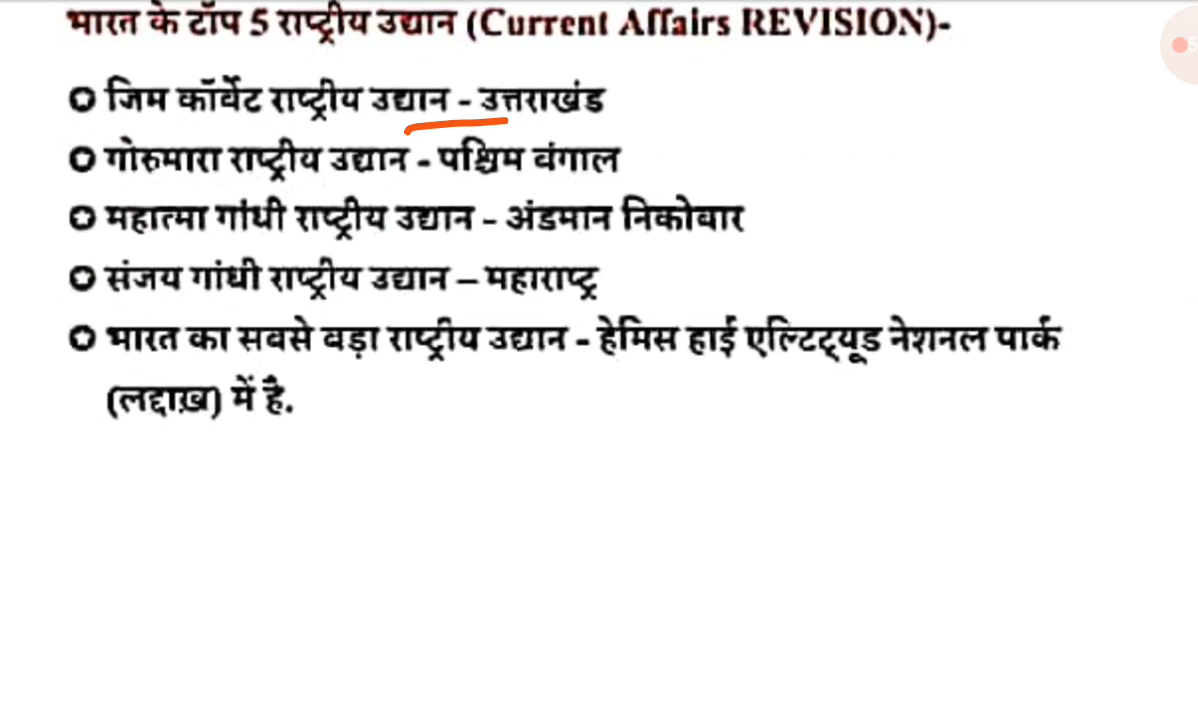 भारत के टॉप 5 राष्ट्रीय उद्यान (Current Affairs REVISION)-
जिम कॉर्बेट राष्ट्रीय उद्यान - उत्तराखंड
गोरुमारा राष्ट्रीय उद्यान - पश्चिम बंगाल
महात्मा गांधी राष्ट्रीय उद्यान - अंडमान निकोबार
संजय गांधी राष्ट्रीय उद्यान – महाराष्ट्र
भारत का सबसे बड़ा राष्ट्रीय उद्यान - हेमिस हाई एल्टिट्यूड नेशनल पार्क
(लद्दाख़) में है.